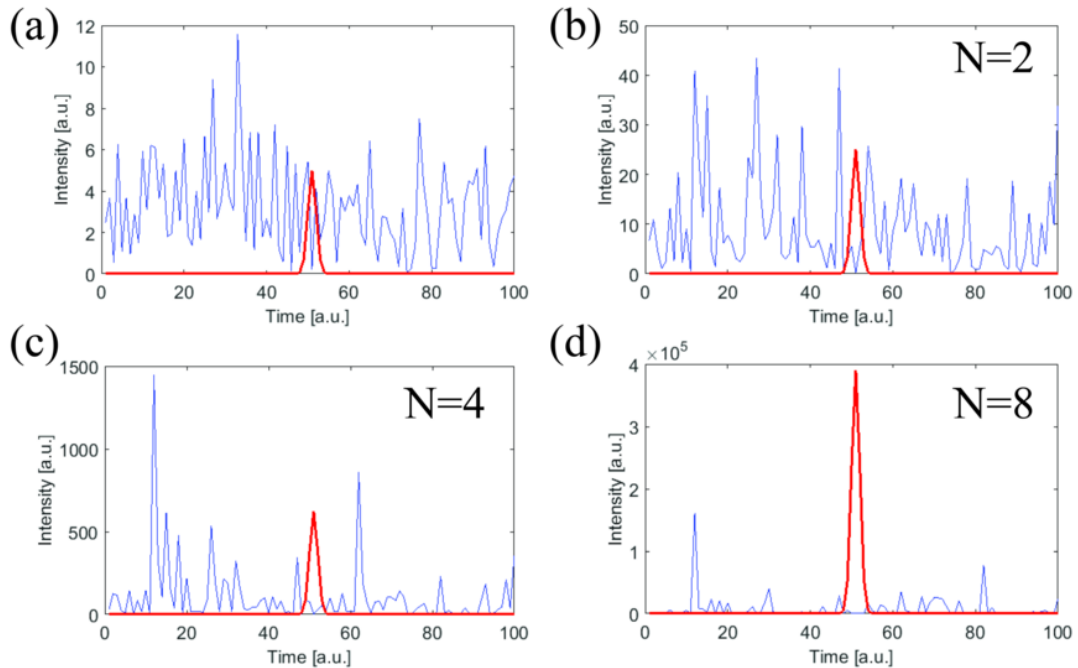 (a)
12
10
8
6
4
2
0
Intensity [a.u.]
0 20 40 60 80 100
Time [a.u.]
(b)
N=2
50
40
30
20
10
0
Intensity [a.u.]
0 20 40 60 80 100
Time [a.u.]
(c)
N=4
1500
1000
500
0
Intensity [a.u.]
0 20 40 60 80 100
Time [a.u.]
(d)
×10⁵
N=8
4
3
2
1
0
Intensity [a.u.]
0 20 40 60 80 100
Time [a.u.]